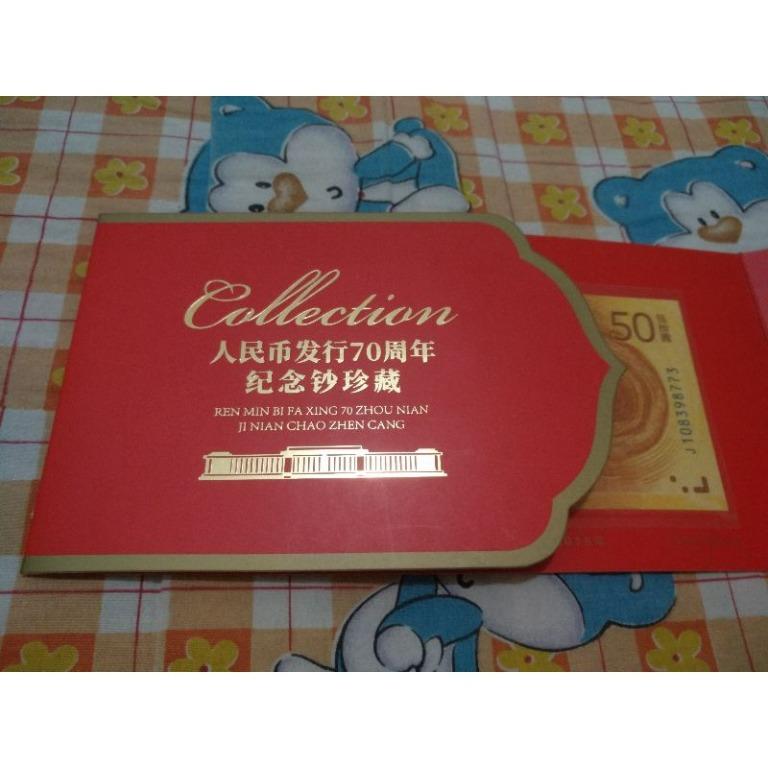 Collection
人民币发行70周年
纪念钞珍藏
REN MIN BI FA XING 70 ZHOU NIAN
JI NIAN CHAO ZHEN CANG
50
J108398773